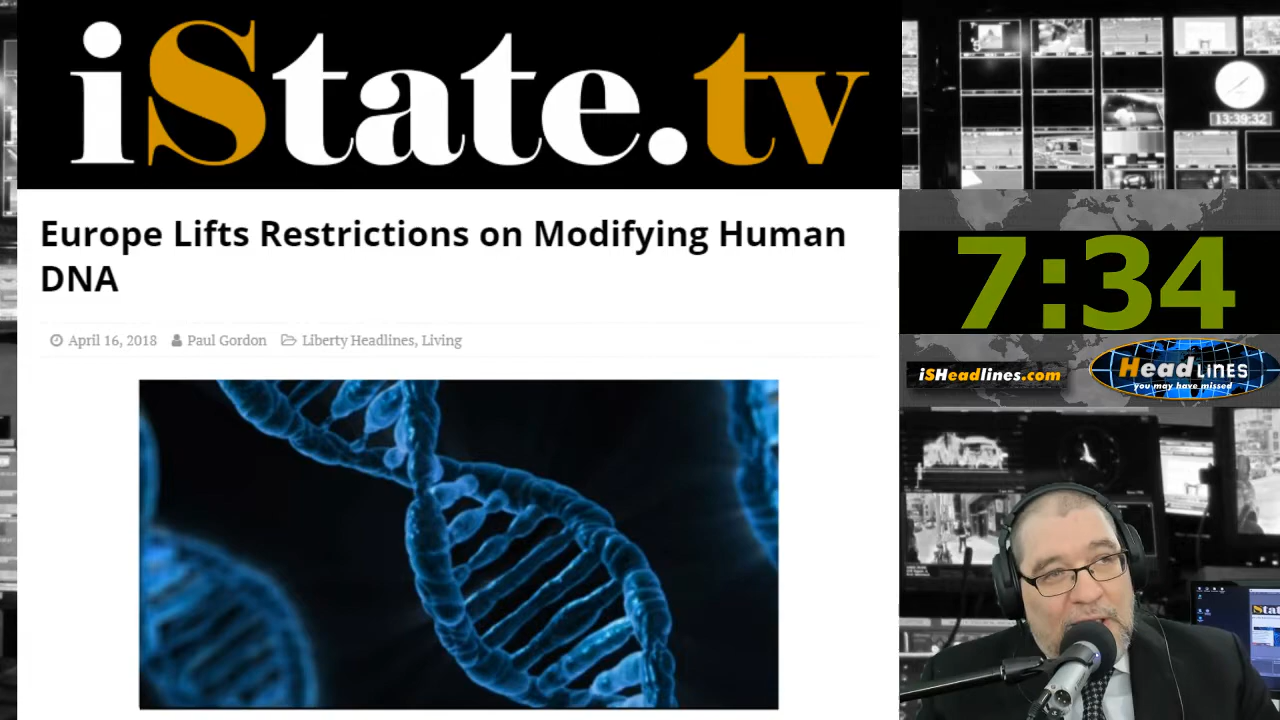 iState.tv
13:39:32
Europe Lifts Restrictions on Modifying Human
DNA
7:34
April 16, 2018 Paul Gordon Liberty Headlines, Living
iSHeadlines.com
HeadLINES
you may have missed